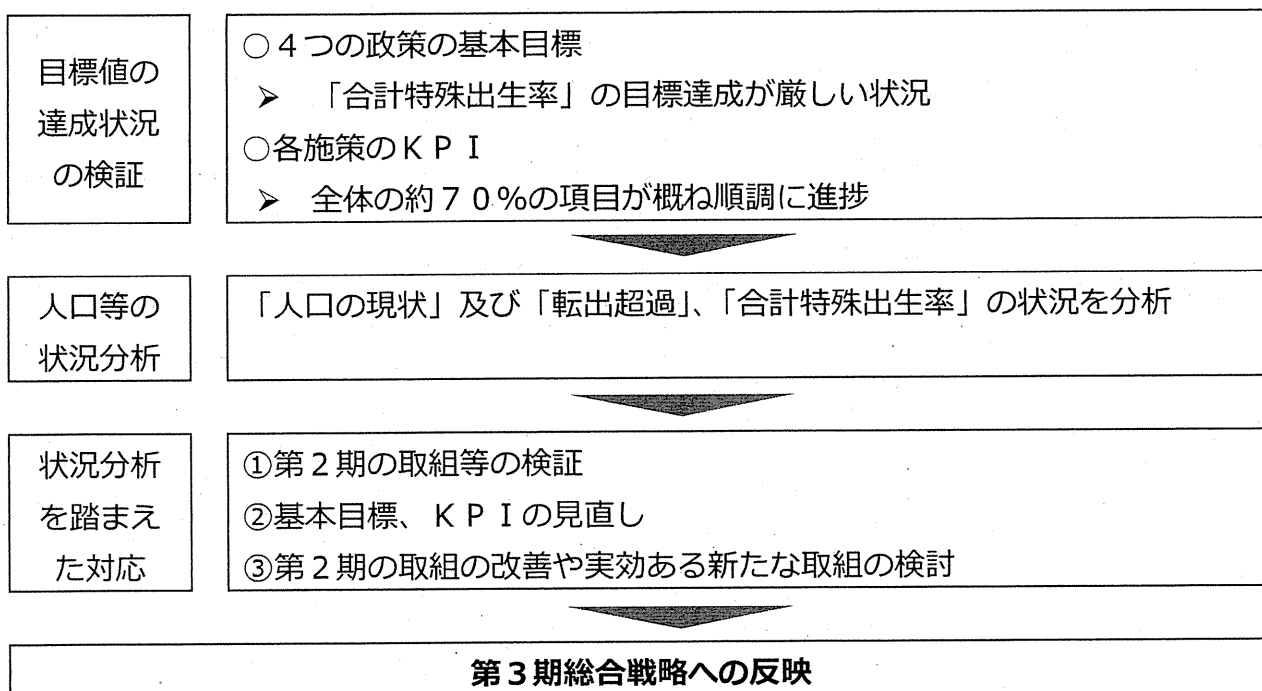 目標値の
達成状況
の検証
○４つの政策の基本目標
➢ 「合計特殊出生率」の目標達成が厳しい状況
○各施策のＫＰＩ
➢ 全体の約７０％の項目が概ね順調に進捗
人口等の
状況分析
「人口の現状」及び「転出超過」、「合計特殊出生率」の状況を分析
状況分析
を踏まえ
た対応
①第２期の取組等の検証
②基本目標、ＫＰＩの見直し
③第２期の取組の改善や実効ある新たな取組の検討
第３期総合戦略への反映